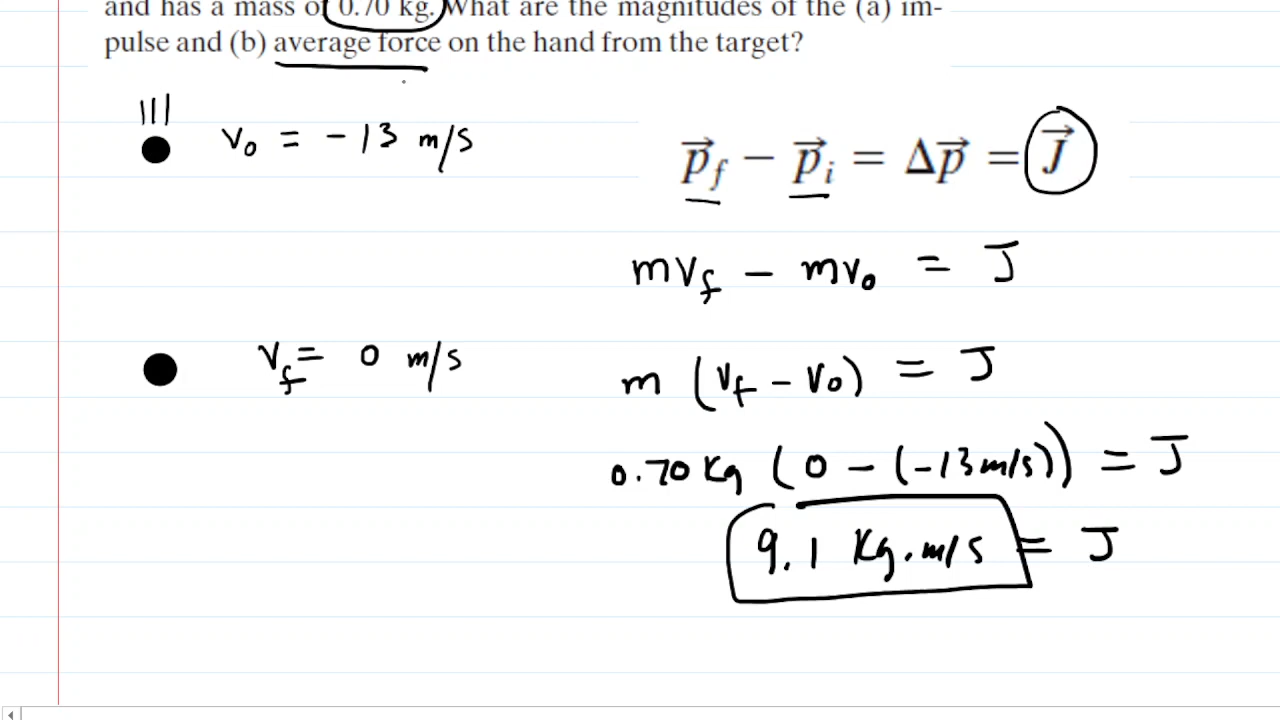 and has a mass of 0.70 kg. What are the magnitudes of the (a) im-
pulse and (b) average force on the hand from the target?
v₀ = -13 m/s
p⃗f − p⃗i = Δp⃗ = J⃗
mvf − mv₀ = J
vf = 0 m/s
m (vf − v₀) = J
0.70 kg (0 − (−13 m/s)) = J
9.1 kg.m/s = J